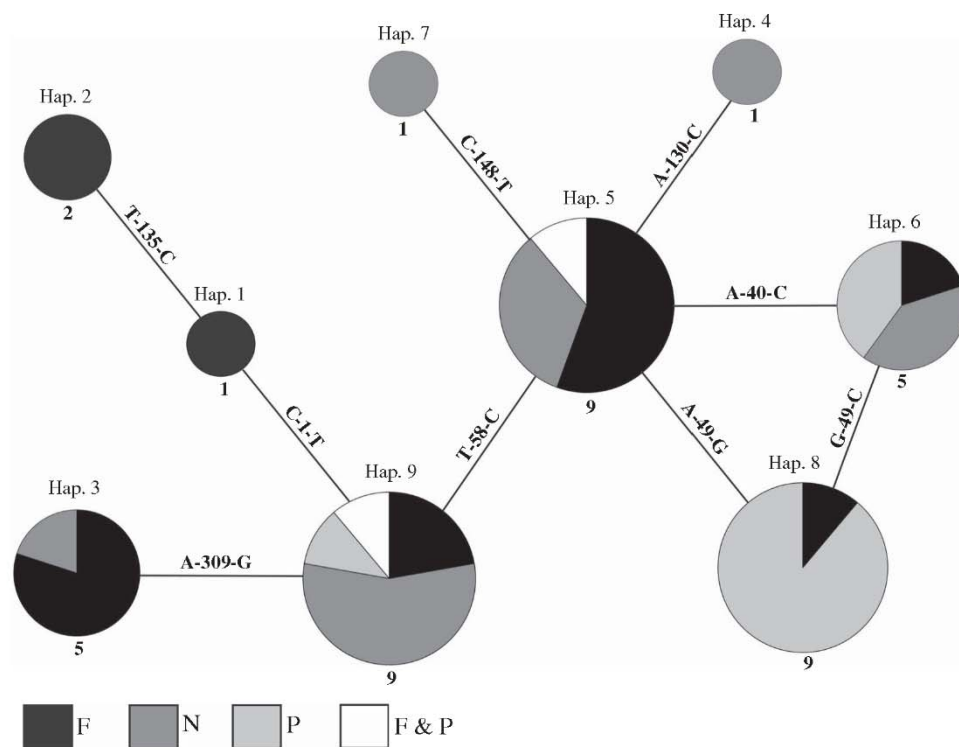 Hap. 7
Hap. 4
Hap. 2
1
1
C-148-T
A-130-C
2
Hap. 5
Hap. 6
T-135-C
Hap. 1
A-40-C
1
9
5
C-1-T
T-58-C
A-49-G
G-49-C
Hap. 9
Hap. 8
Hap. 3
A-309-G
5
9
9
F
N
P
F & P